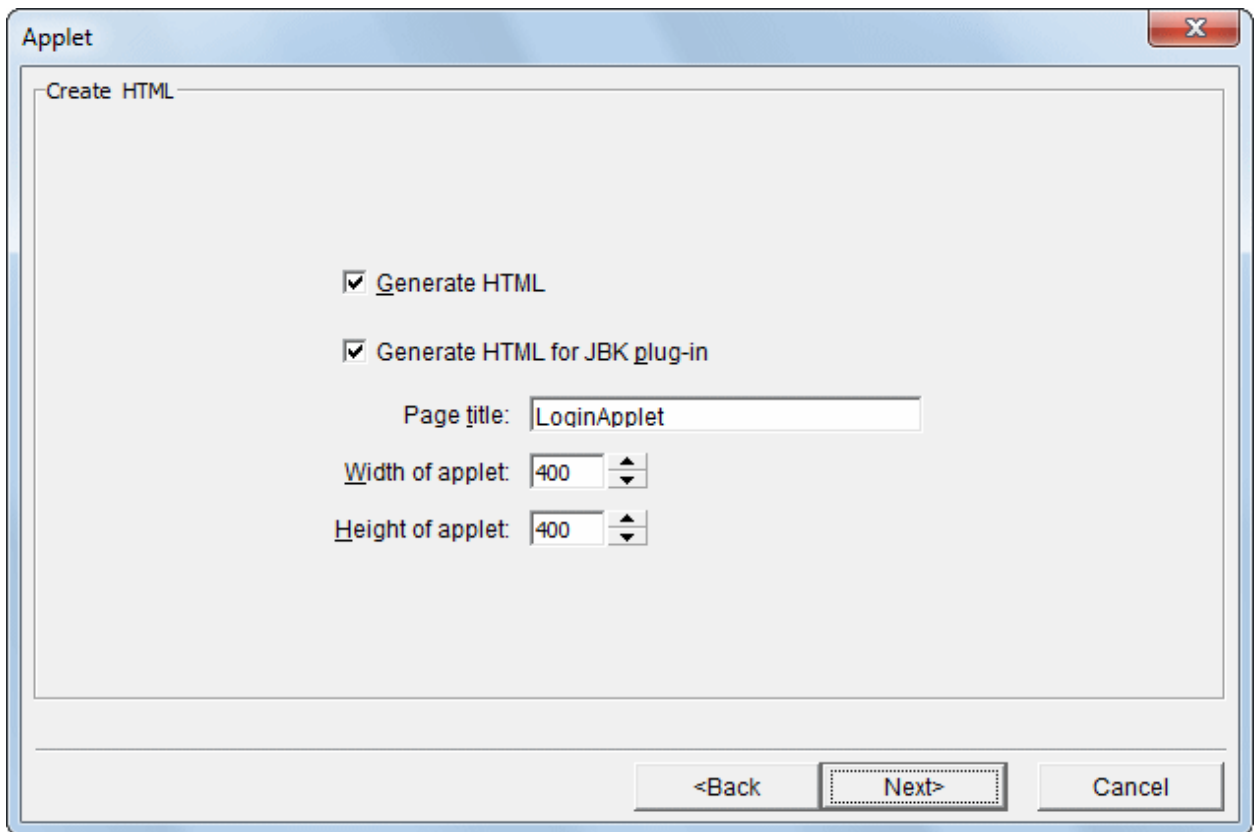 Applet
Create HTML
Generate HTML
Generate HTML for JBK plug-in
Page title: LoginApplet
Width of applet: 400
Height of applet: 400
<Back Next> Cancel